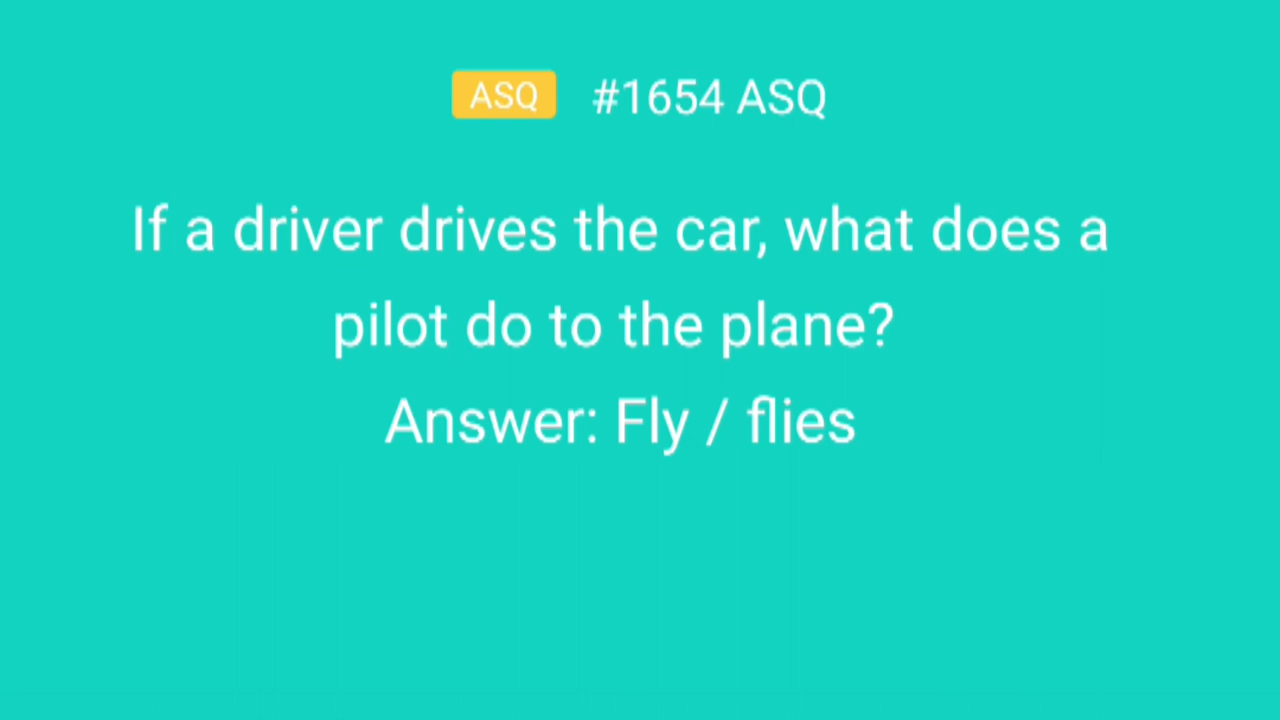 ASQ #1654 ASQ
If a driver drives the car, what does a
pilot do to the plane?
Answer: Fly / flies